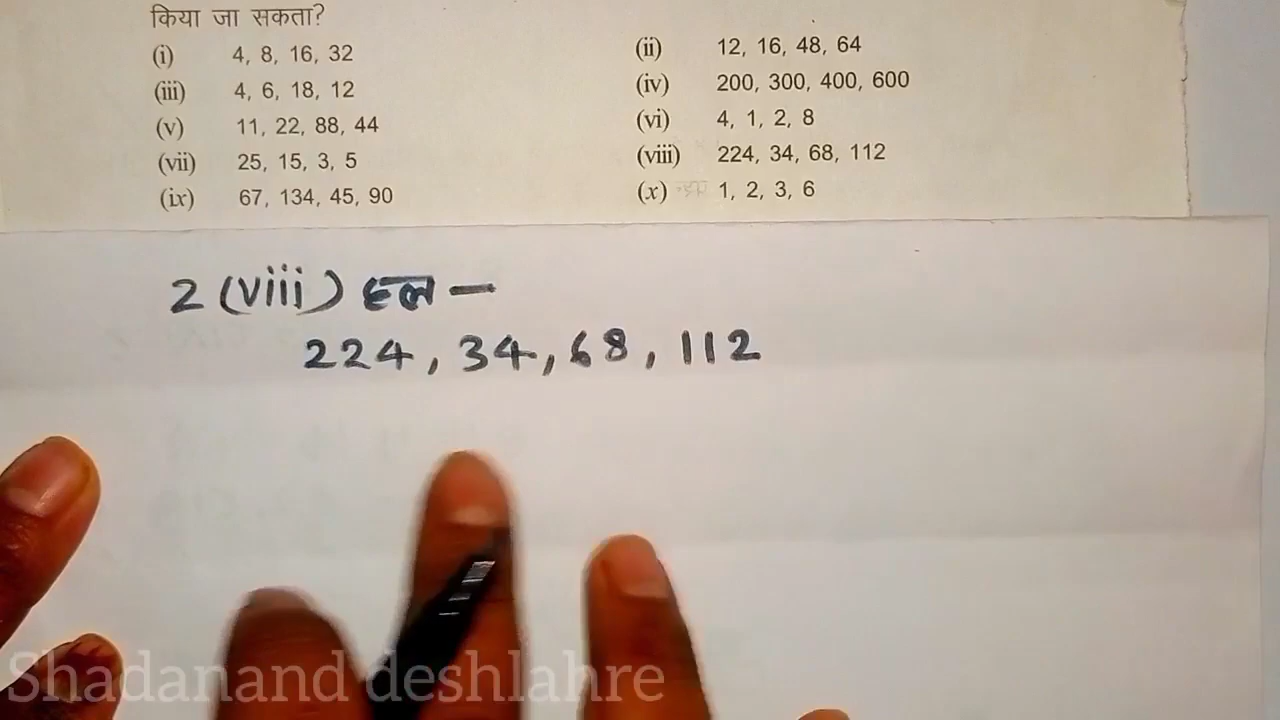 किया जा सकता?
(i) 4, 8, 16, 32 (ii) 12, 16, 48, 64
(iii) 4, 6, 18, 12 (iv) 200, 300, 400, 600
(v) 11, 22, 88, 44 (vi) 4, 1, 2, 8
(vii) 25, 15, 3, 5 (viii) 224, 34, 68, 112
(ix) 67, 134, 45, 90 (x) 1, 2, 3, 6
2 (viii) हल –
224, 34, 68, 112
Shadanand deshlahre